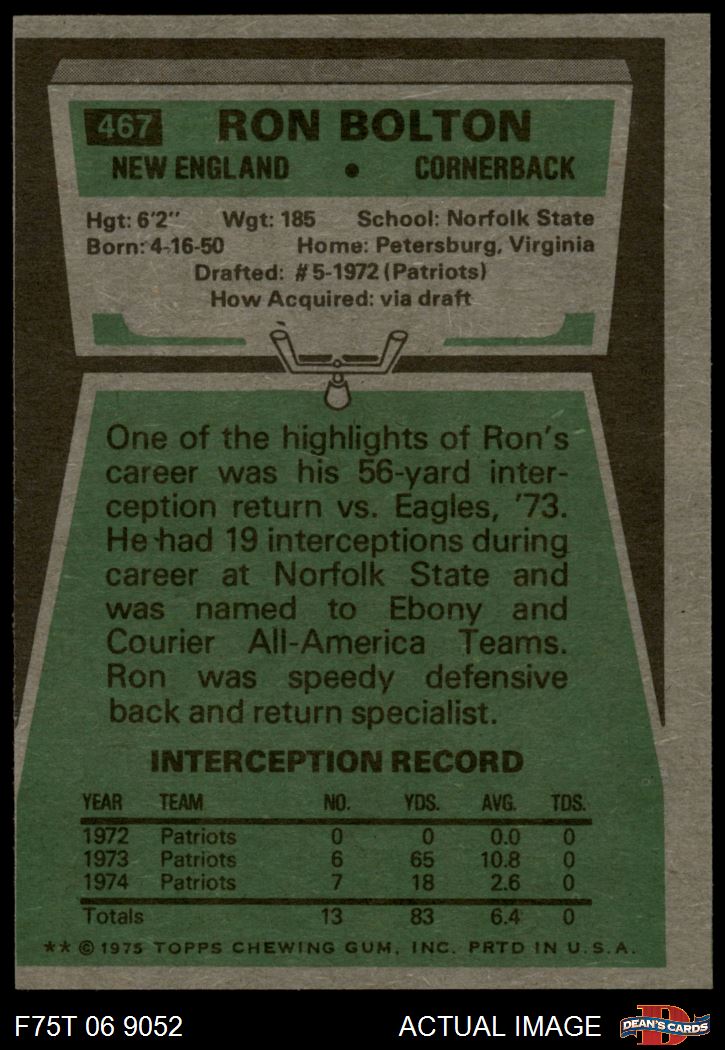 467 RON BOLTON
NEW ENGLAND • CORNERBACK
Hgt: 6'2" Wgt: 185 School: Norfolk State
Born: 4-16-50 Home: Petersburg, Virginia
Drafted: #5-1972 (Patriots)
How Acquired: via draft
One of the highlights of Ron's
career was his 56-yard inter-
ception return vs. Eagles, '73.
He had 19 interceptions during
career at Norfolk State and
was named to Ebony and
Courier All-America Teams.
Ron was speedy defensive
back and return specialist.
INTERCEPTION RECORD
YEAR TEAM NO. YDS. AVG. TDS.
1972 Patriots 0 0 0.0 0
1973 Patriots 6 65 10.8 0
1974 Patriots 7 18 2.6 0
Totals 13 83 6.4 0
** © 1975 TOPPS CHEWING GUM, INC. PRTD IN U.S.A.
F75T 06 9052 ACTUAL IMAGE D DEAN'S CARDS